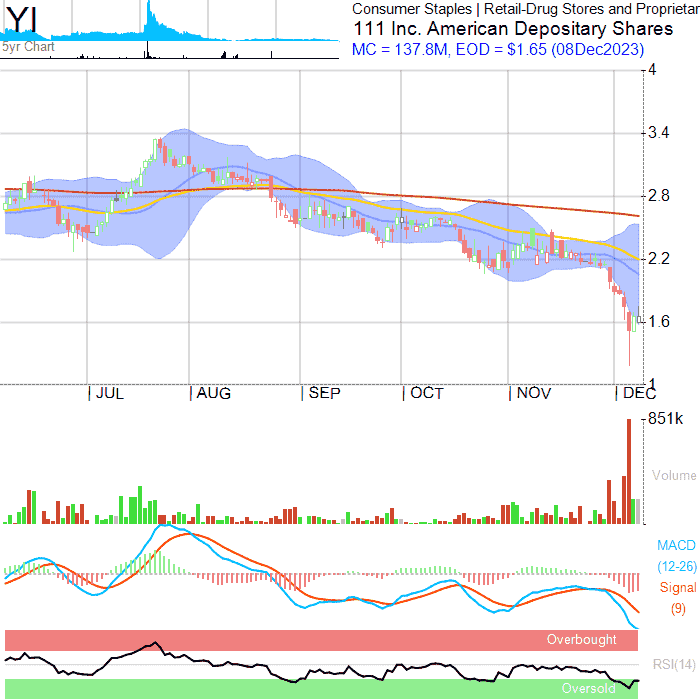 YI
5yr Chart
Consumer Staples | Retail-Drug Stores and Proprietar
111 Inc. American Depositary Shares
MC = 137.8M, EOD = $1.65 (08Dec2023)
4
3.4
2.8
2.2
1.6
1
JUL AUG SEP OCT NOV DEC
851k
Volume
MACD
(12-26)
Signal
(9)
Overbought
RSI(14)
Oversold